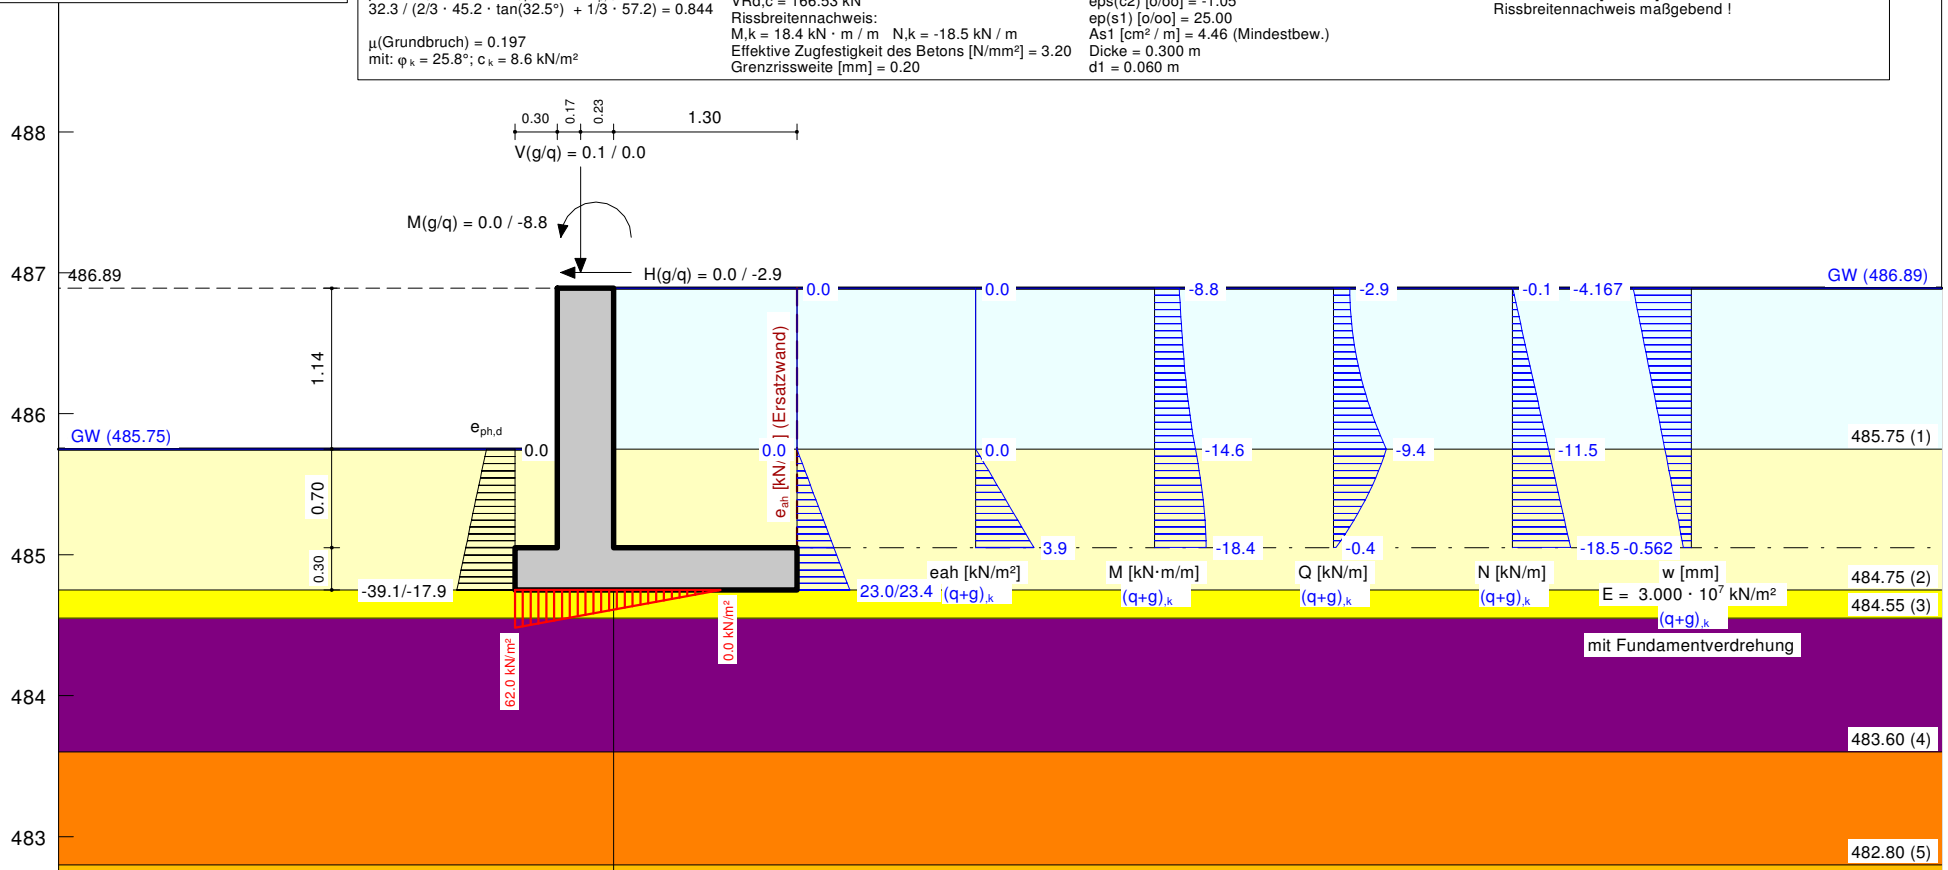 32.3 / (2/3 · 45.2 · tan(32.5°) + 1/3 · 57.2) = 0.844
μ(Grundbruch) = 0.197
mit: φ k = 25.8°; c k = 8.6 kN/m²
VRd,c = 166.53 kN
Rissbreitennachweis:
M,k = 18.4 kN · m / m N,k = -18.5 kN / m
Effektive Zugfestigkeit des Betons [N/mm²] = 3.20
Grenzrissweite [mm] = 0.20
eps(c2) [o/oo] = -1.05
ep(s1) [o/oo] = 25.00
As1 [cm² / m] = 4.46 (Mindestbew.)
Dicke = 0.300 m
d1 = 0.060 m
Rissbreitennachweis maßgebend !
0.30 0.17 0.23 1.30
488
V(g/q) = 0.1 / 0.0
M(g/q) = 0.0 / -8.8
487
486.89
H(g/q) = 0.0 / -2.9
GW (486.89)
0.0 0.0 -8.8 -2.9 -0.1 -4.167
1.14
eah [kN/ ] (Ersatzwand)
486
GW (485.75)
eph,d
485.75 (1)
0.0 0.0 0.0 -14.6 -9.4 -11.5
0.70
485
3.9 -18.4 -0.4 -18.5 -0.562
0.30
-39.1/-17.9
23.0/23.4
eah [kN/m²]
(q+g),k
M [kN·m/m]
(q+g),k
Q [kN/m]
(q+g),k
N [kN/m]
(q+g),k
w [mm]
E = 3.000 · 10⁷ kN/m²
(q+g),k
mit Fundamentverdrehung
484.75 (2)
484.55 (3)
62.0 kN/m²
0.0 kN/m²
484
483.60 (4)
483
482.80 (5)